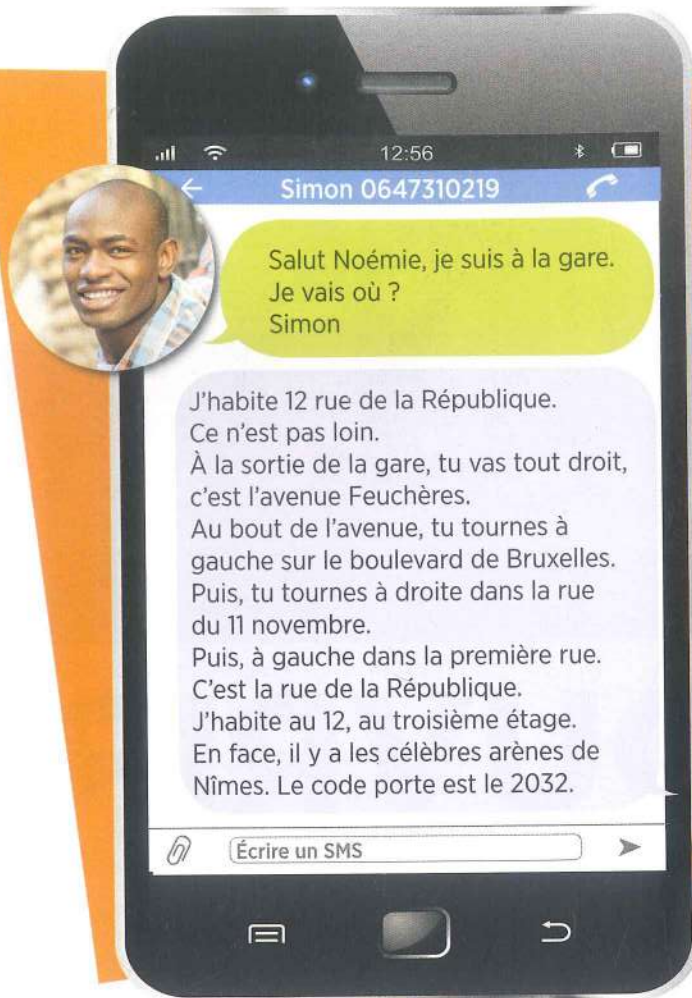 12:56
Simon 0647310219
Salut Noémie, je suis à la gare.
Je vais où ?
Simon
J'habite 12 rue de la République.
Ce n'est pas loin.
À la sortie de la gare, tu vas tout droit,
c'est l'avenue Feuchères.
Au bout de l'avenue, tu tournes à
gauche sur le boulevard de Bruxelles.
Puis, tu tournes à droite dans la rue
du 11 novembre.
Puis, à gauche dans la première rue.
C'est la rue de la République.
J'habite au 12, au troisième étage.
En face, il y a les célèbres arènes de
Nîmes. Le code porte est le 2032.
Écrire un SMS